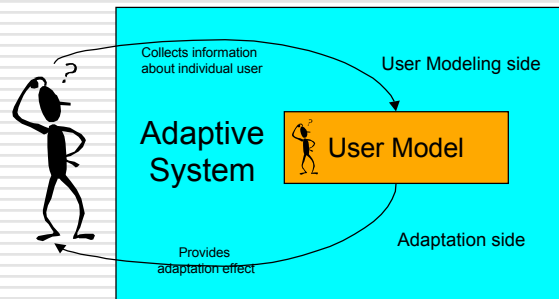 Collects information
about individual user
User Modeling side
Adaptive
System
? User Model
Adaptation side
Provides
adaptation effect
?